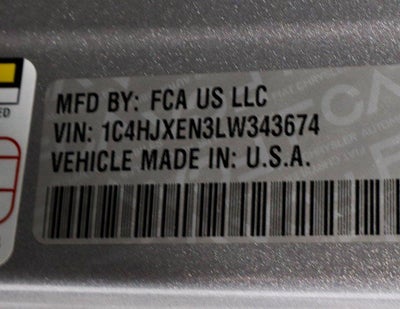 MFD BY: FCA US LLC
VIN: 1C4HJXEN3LW343674
VEHICLE MADE IN: U.S.A.